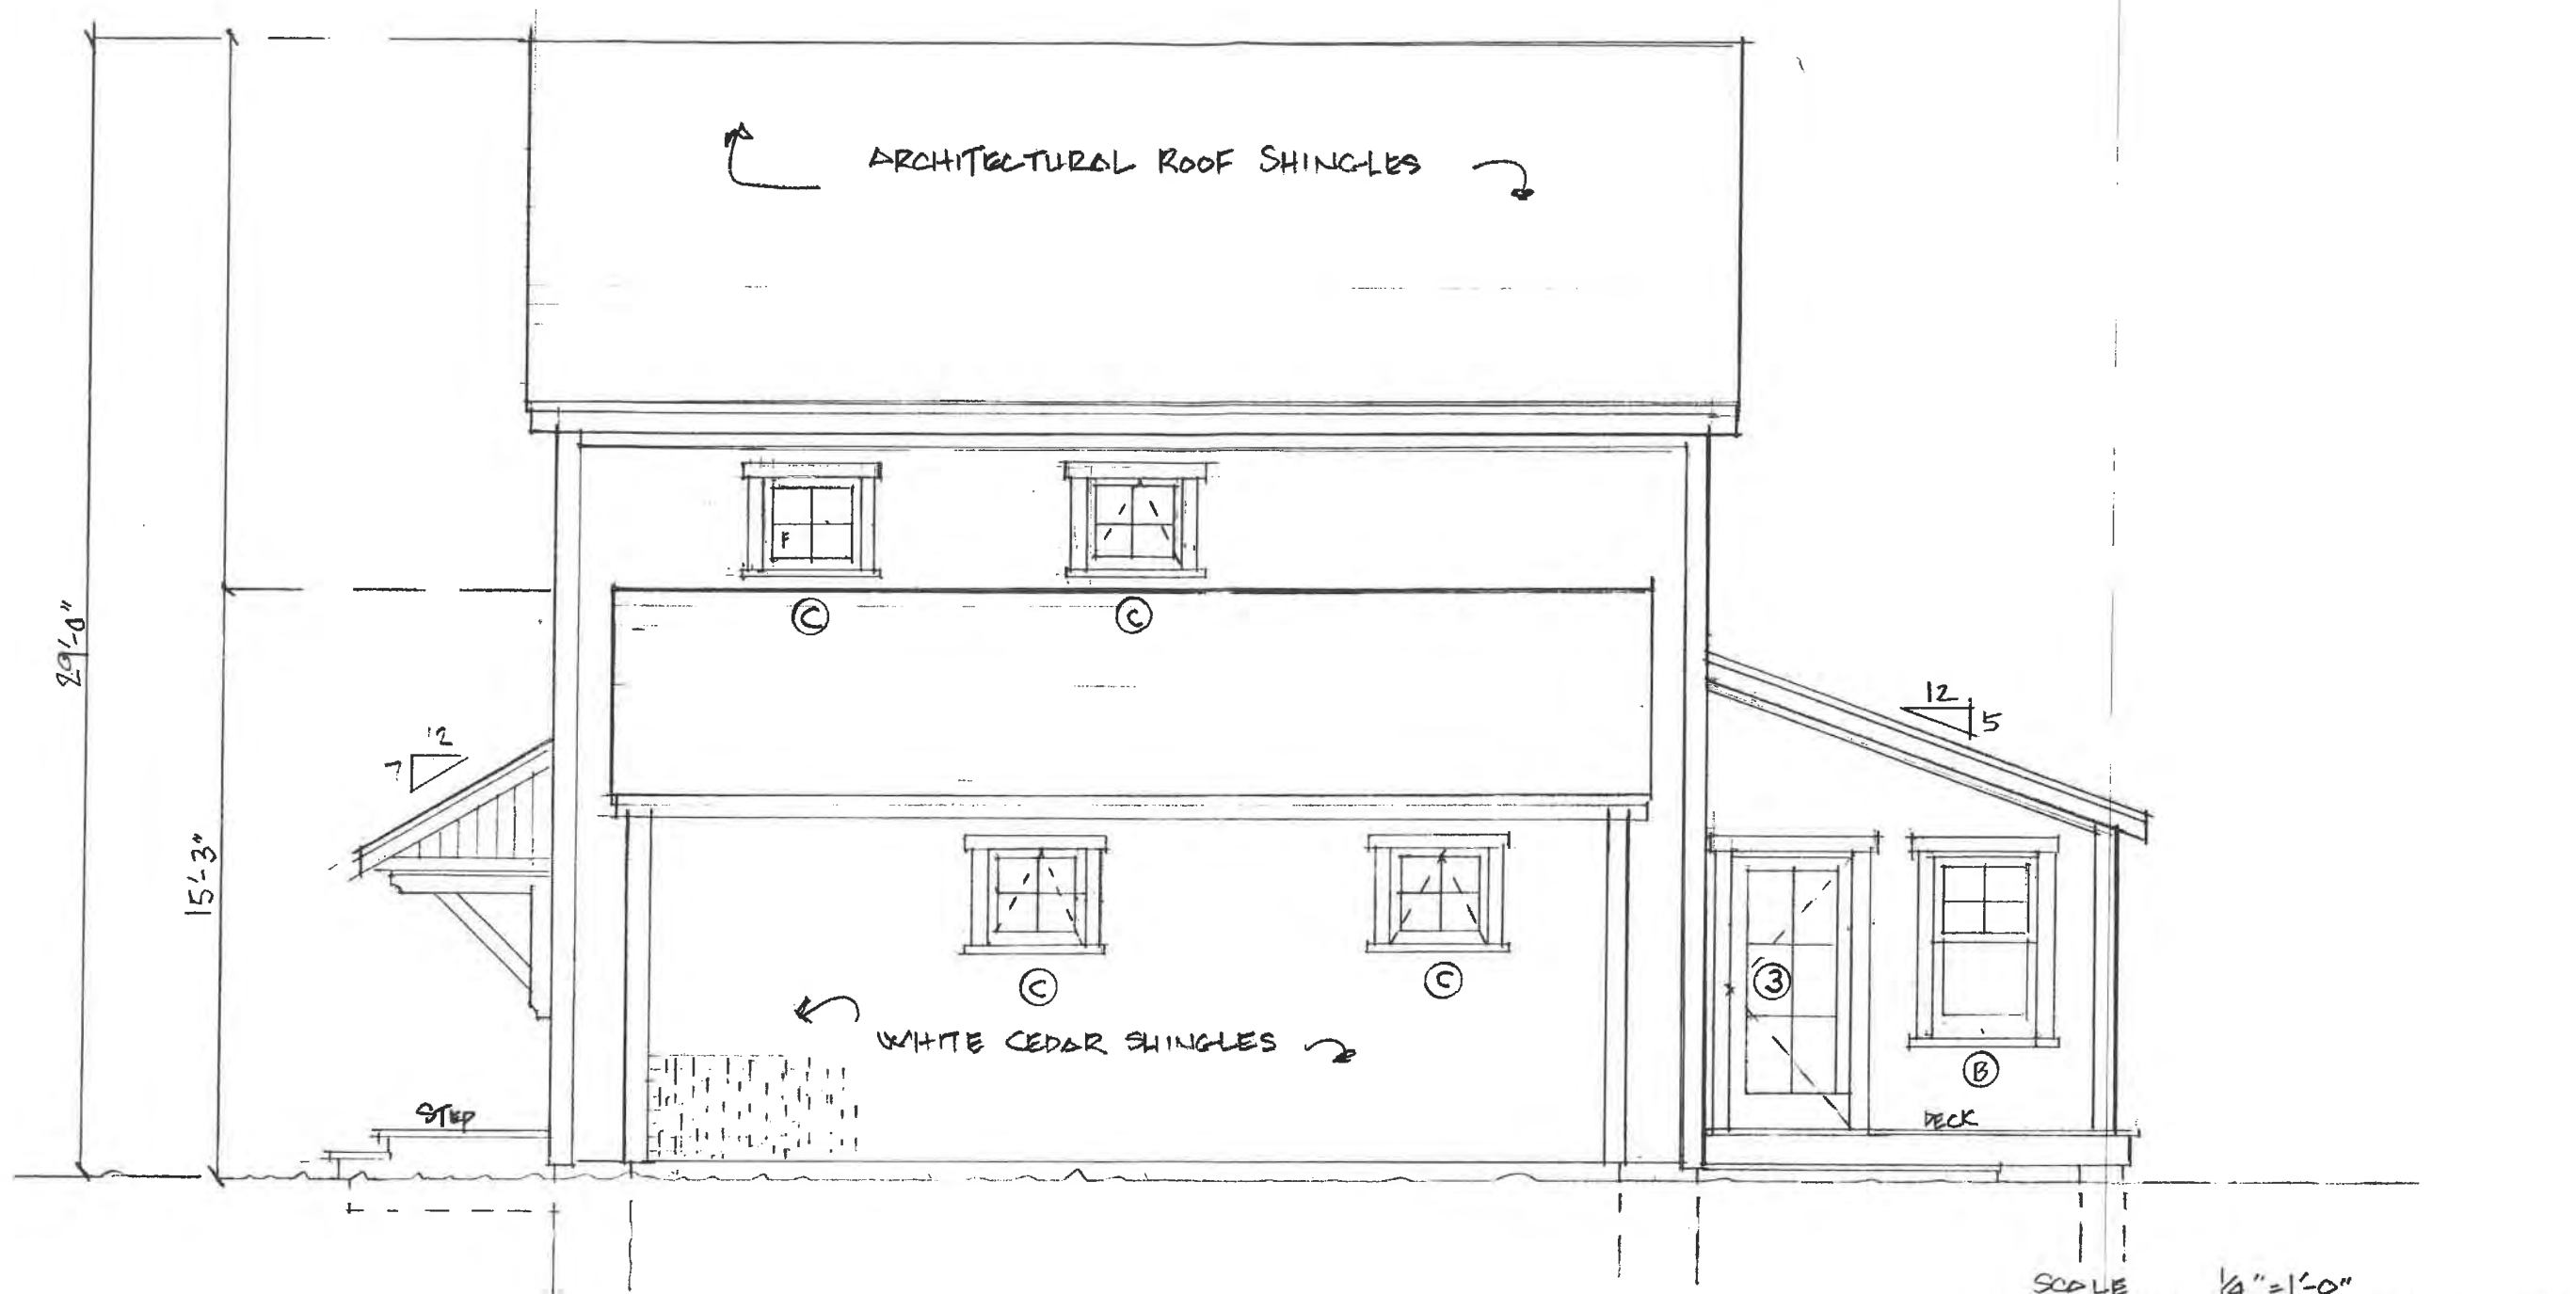 ARCHITECTURAL ROOF SHINGLES
F
C
C
29'-0"
12
5
12
7
15'-3"
C
C
3
WHITE CEDAR SHINGLES
B
STEP
DECK
SCALE 1/4"=1'-0"